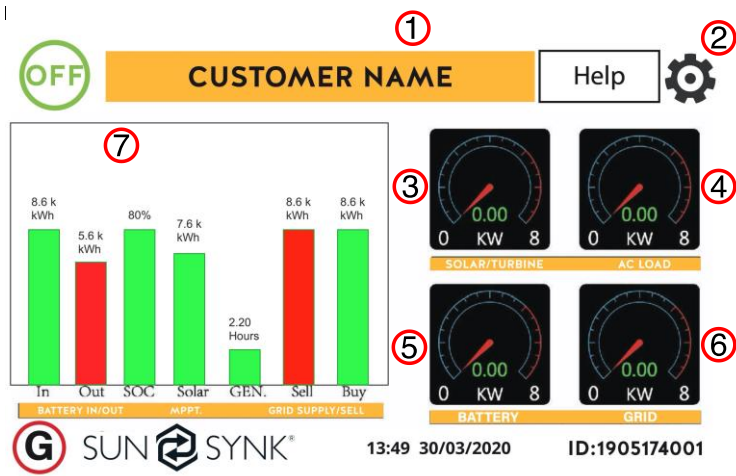 ①
②
OFF
CUSTOMER NAME
Help
⑦
8.6 k
kWh
5.6 k
kWh
80%
7.6 k
kWh
2.20
Hours
8.6 k
kWh
8.6 k
kWh
In Out SOC Solar GEN. Sell Buy
BATTERY IN/OUT MPPT. GRID SUPPLY/SELL
③
0.00
0 KW 8
④
0.00
0 KW 8
SOLAR/TURBINE AC LOAD
⑤
0.00
0 KW 8
⑥
0.00
0 KW 8
BATTERY GRID
G SUN SYNK® 13:49 30/03/2020 ID:1905174001